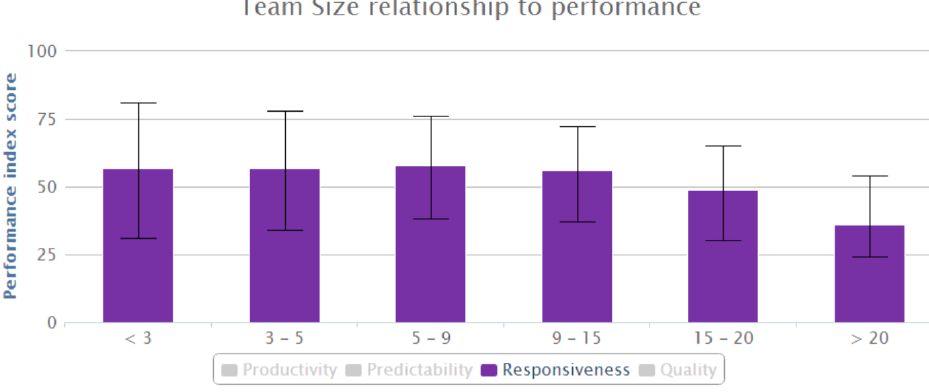 Team Size relationship to performance
Performance index score
100
75
50
25
0
< 3 3 – 5 5 – 9 9 – 15 15 – 20 > 20
Productivity Predictability Responsiveness Quality